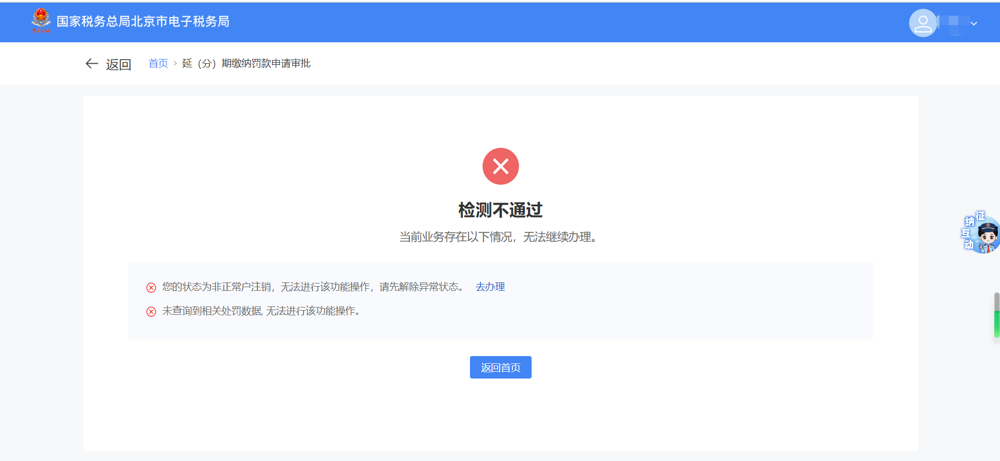 国家税务总局北京市电子税务局
返回 首页 > 延（分）期缴纳罚款申请审批
检测不通过
当前业务存在以下情况，无法继续办理。
征纳互动
您的状态为非正常户注销，无法进行该功能操作，请先解除异常状态。 去办理
未查询到相关处罚数据, 无法进行该功能操作。
返回首页